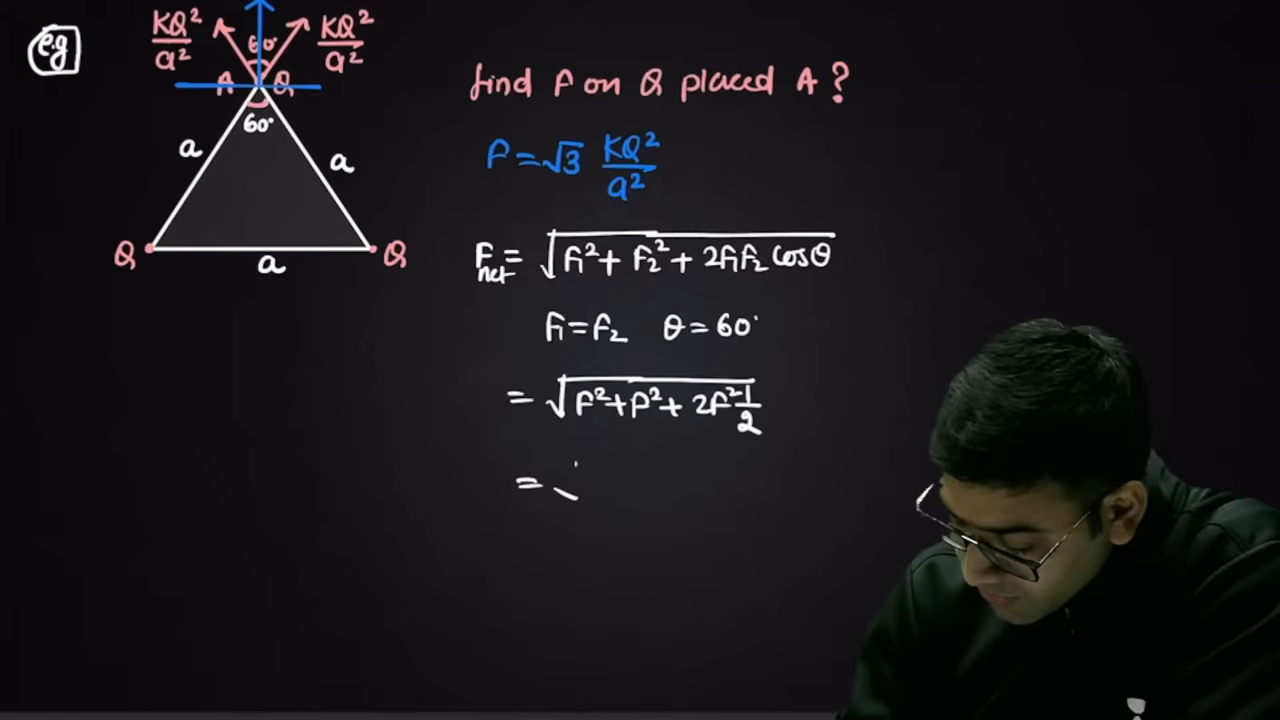 e.g
KQ²/a² 60° KQ²/a²
A Q
60°
a a
Q a Q
find F on Q placed A?
F = √3 KQ²/a²
Fnet = √(F₁² + F₂² + 2F₁F₂ cosθ)
F₁ = F₂ θ = 60°
= √(F² + F² + 2F² 1/2)
=